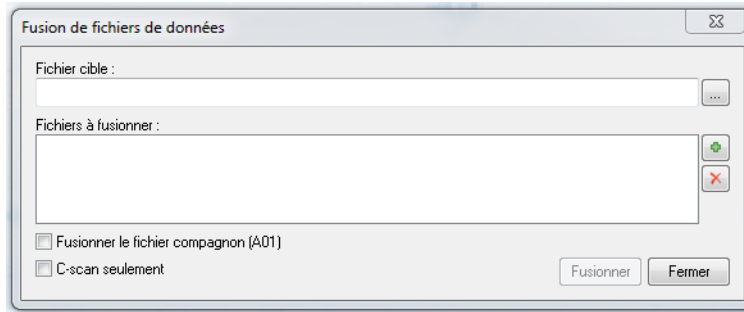 Fusion de fichiers de données
Fichier cible :
...
Fichiers à fusionner :
Fusionner le fichier compagnon (A01)
C-scan seulement
Fusionner
Fermer